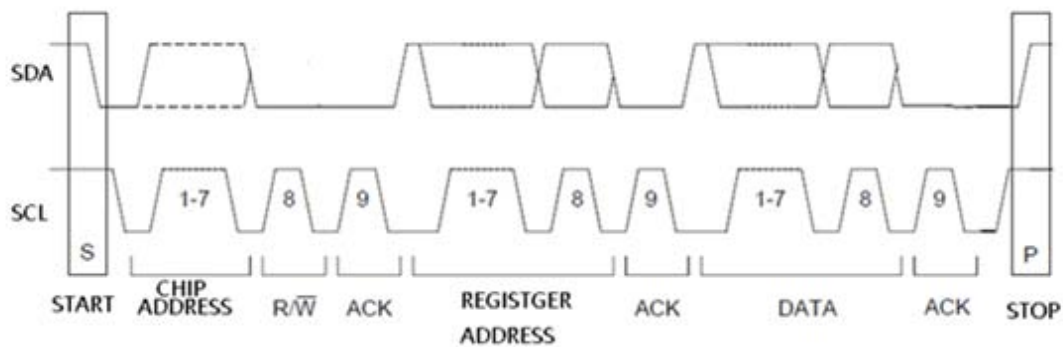 SDA
SCL
1-7 8 9 1-7 8 9 1-7 8 9
S P
START CHIP ADDRESS R/W̅ ACK REGISTGER ADDRESS ACK DATA ACK STOP